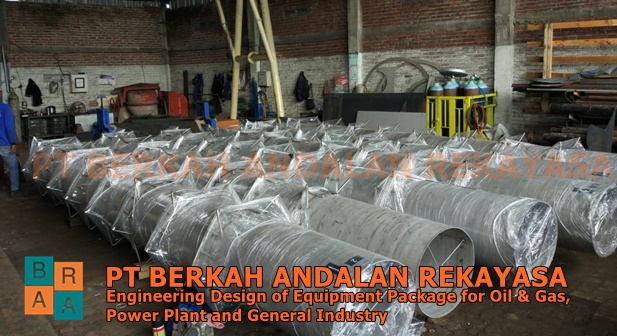 PT BERKAH ANDALAN REKAYASA
BRAA
PT BERKAH ANDALAN REKAYASA
Engineering Design of Equipment Package for Oil & Gas,
Power Plant and General Industry